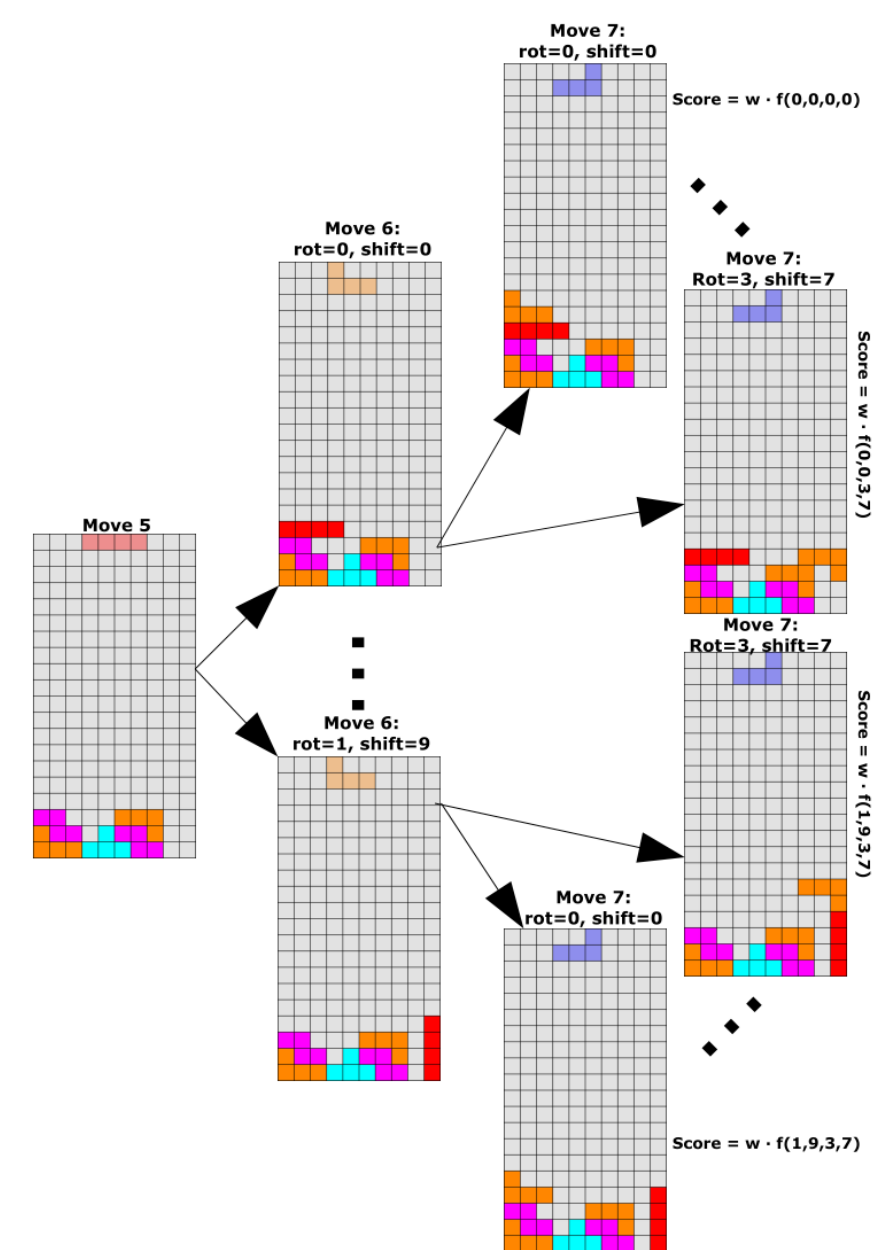 Move 7:
rot=0, shift=0
Score = w · f(0,0,0,0)
Move 6:
rot=0, shift=0
Move 7:
Rot=3, shift=7
Score = w · f(0,0,3,7)
Move 5
Move 7:
Rot=3, shift=7
Score = w · f(1,9,3,7)
Move 6:
rot=1, shift=9
Move 7:
rot=0, shift=0
Score = w · f(1,9,3,7)